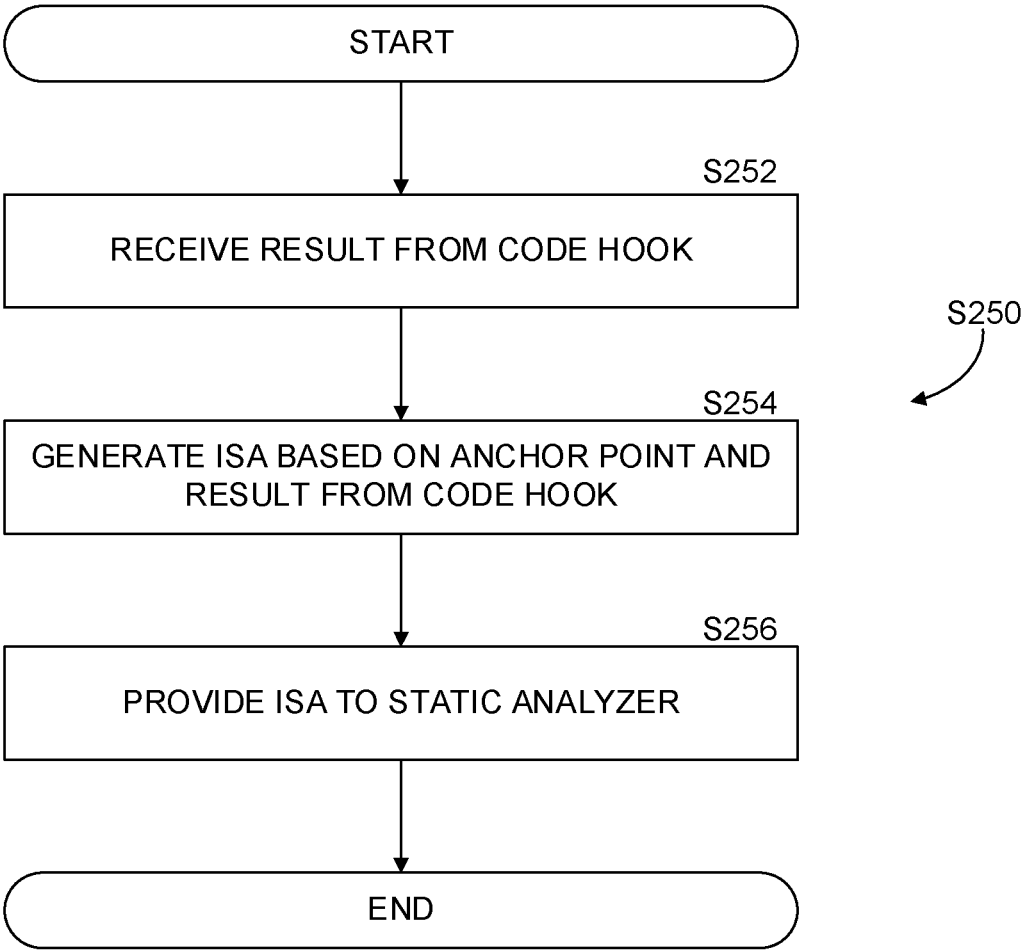 START
S252
RECEIVE RESULT FROM CODE HOOK
S250
S254
GENERATE ISA BASED ON ANCHOR POINT AND
RESULT FROM CODE HOOK
S256
PROVIDE ISA TO STATIC ANALYZER
END